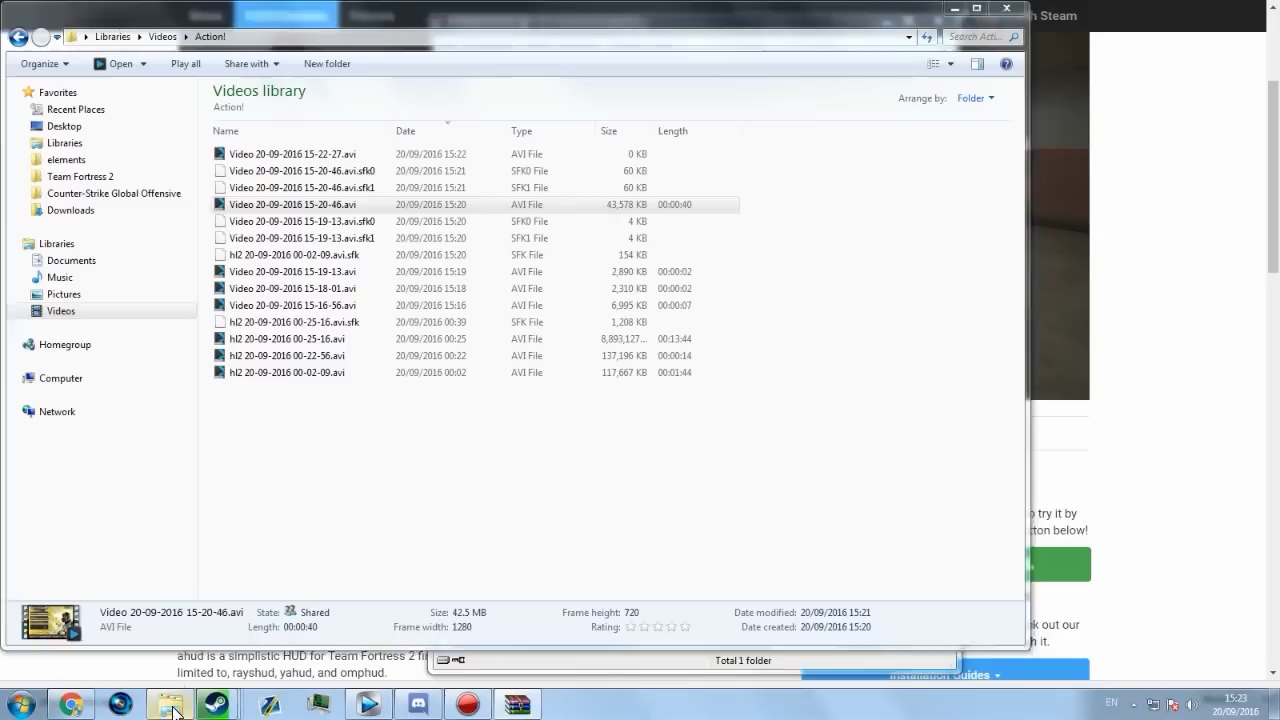 n Steam
Libraries Videos Action!
Search Acti...
Organize Open Play all Share with New folder
Videos library
Action!
Arrange by: Folder
Favorites
Recent Places
Desktop
Libraries
elements
Team Fortress 2
Counter-Strike Global Offensive
Downloads
Libraries
Documents
Music
Pictures
Videos
Homegroup
Computer
Network
Name Date Type Size Length
Video 20-09-2016 15-22-27.avi 20/09/2016 15:22 AVI File 0 KB
Video 20-09-2016 15-20-46.avi.sfk0 20/09/2016 15:21 SFK0 File 60 KB
Video 20-09-2016 15-20-46.avi.sfk1 20/09/2016 15:21 SFK1 File 60 KB
Video 20-09-2016 15-20-46.avi 20/09/2016 15:20 AVI File 43,578 KB 00:00:40
Video 20-09-2016 15-19-13.avi.sfk0 20/09/2016 15:20 SFK0 File 4 KB
Video 20-09-2016 15-19-13.avi.sfk1 20/09/2016 15:20 SFK1 File 4 KB
hl2 20-09-2016 00-02-09.avi.sfk 20/09/2016 15:20 SFK File 154 KB
Video 20-09-2016 15-19-13.avi 20/09/2016 15:19 AVI File 2,890 KB 00:00:02
Video 20-09-2016 15-18-01.avi 20/09/2016 15:18 AVI File 2,310 KB 00:00:02
Video 20-09-2016 15-16-56.avi 20/09/2016 15:16 AVI File 6,995 KB 00:00:07
hl2 20-09-2016 00-25-16.avi.sfk 20/09/2016 00:39 SFK File 1,208 KB
hl2 20-09-2016 00-25-16.avi 20/09/2016 00:25 AVI File 8,893,127... 00:13:44
hl2 20-09-2016 00-22-56.avi 20/09/2016 00:22 AVI File 137,196 KB 00:00:14
hl2 20-09-2016 00-02-09.avi 20/09/2016 00:02 AVI File 117,667 KB 00:01:44
o try it by
tton below!
Video 20-09-2016 15-20-46.avi State: Shared Size: 42.5 MB Frame height: 720 Date modified: 20/09/2016 15:21
AVI File Length: 00:00:40 Frame width: 1280 Rating: Date created: 20/09/2016 15:20
ek out our
h it.
ahud is a simplistic HUD for Team Fortress 2 fi
limited to, rayshud, yahud, and omphud.
Total 1 folder
Installation Guides
EN
15:23
20/09/2016